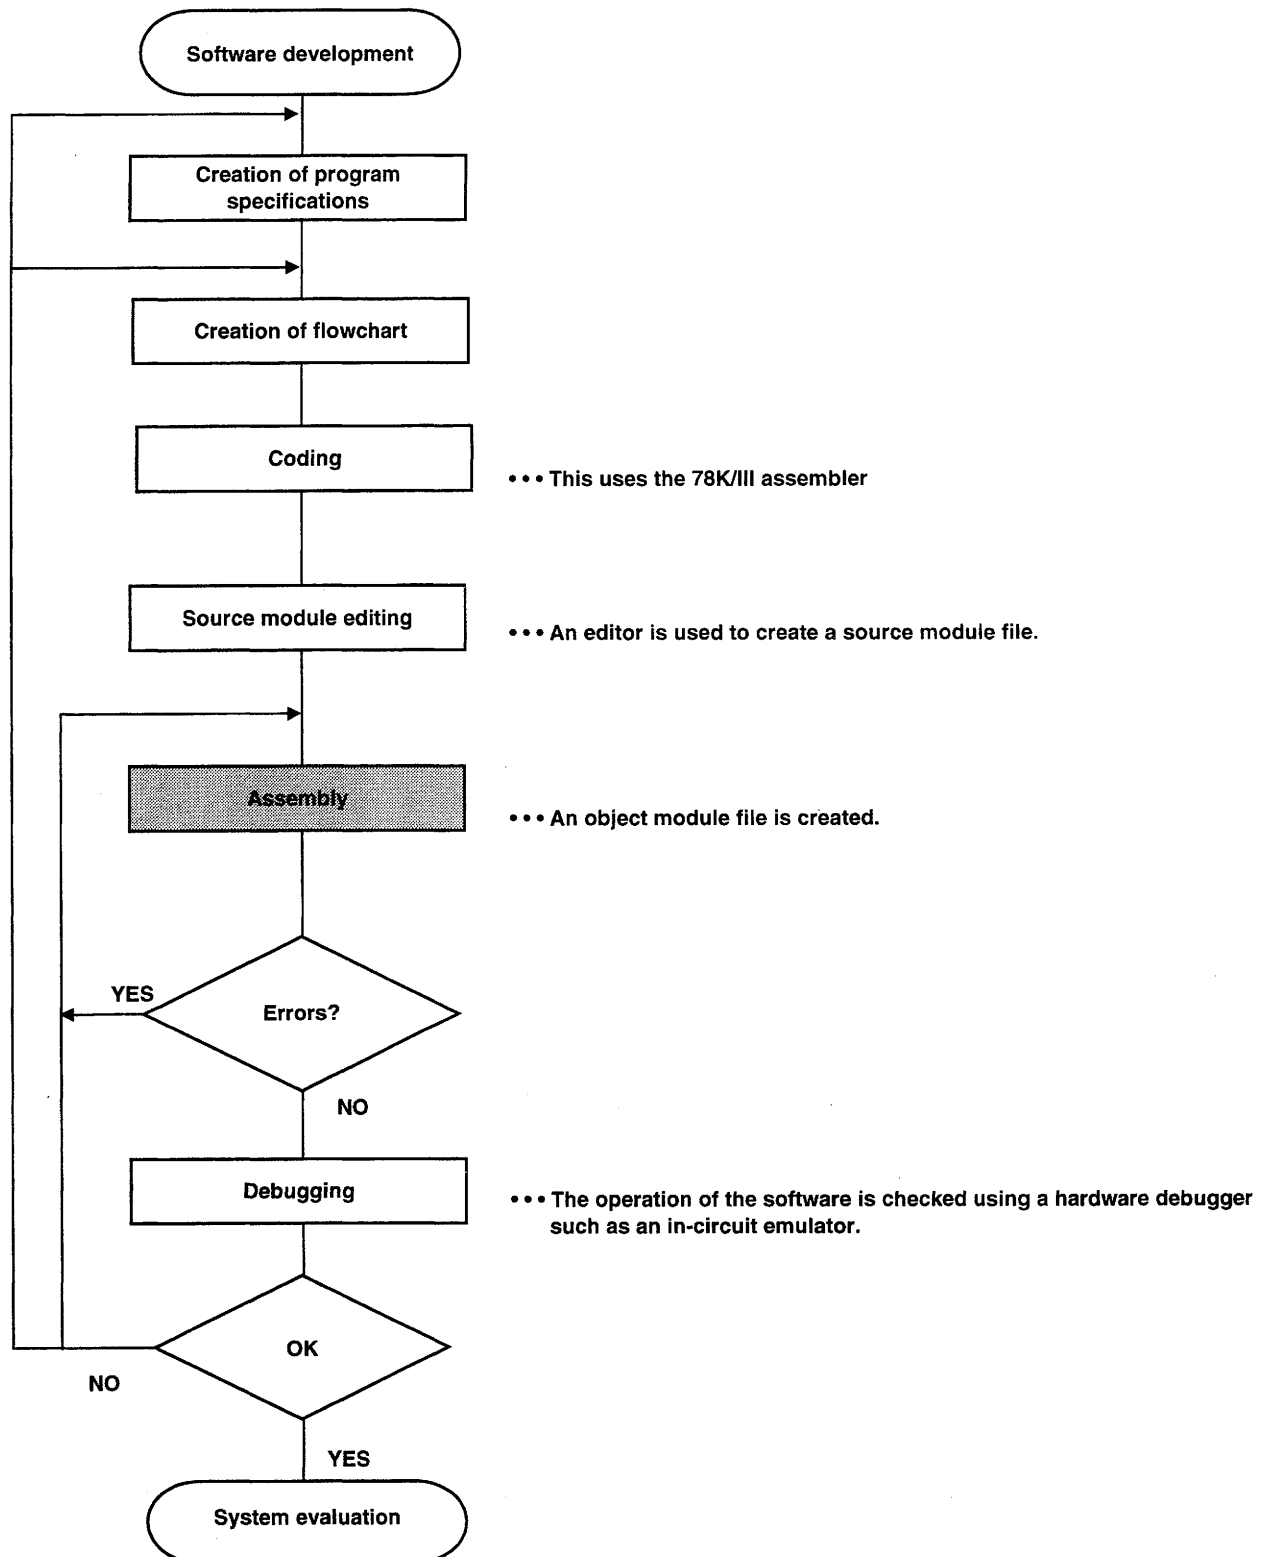 Software development
Creation of program
specifications
Creation of flowchart
Coding
••• This uses the 78K/III assembler
Source module editing
••• An editor is used to create a source module file.
Assembly
••• An object module file is created.
YES
Errors?
NO
Debugging
••• The operation of the software is checked using a hardware debugger
such as an in-circuit emulator.
OK
NO
YES
System evaluation